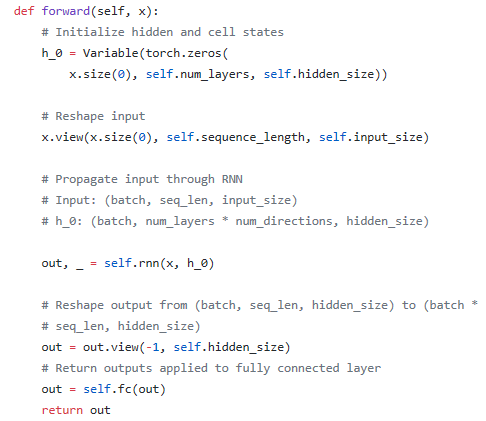 def forward(self, x):
# Initialize hidden and cell states
h_0 = Variable(torch.zeros(
x.size(0), self.num_layers, self.hidden_size))
# Reshape input
x.view(x.size(0), self.sequence_length, self.input_size)
# Propagate input through RNN
# Input: (batch, seq_len, input_size)
# h_0: (batch, num_layers * num_directions, hidden_size)
out, _ = self.rnn(x, h_0)
# Reshape output from (batch, seq_len, hidden_size) to (batch *
# seq_len, hidden_size)
out = out.view(-1, self.hidden_size)
# Return outputs applied to fully connected layer
out = self.fc(out)
return out